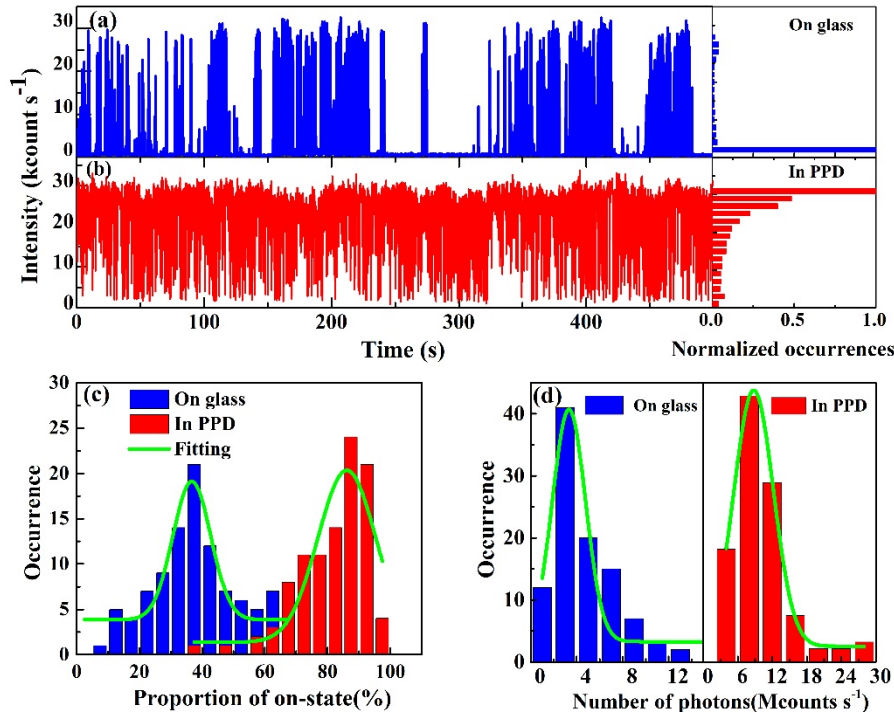 (a)
On glass
30
20
10
0
Intensity (kcount s⁻¹)
(b)
In PPD
30
20
10
0
0 100 200 300 400 0.0 0.5 1.0
Time (s)
Normalized occurrences
(c)
On glass
In PPD
Fitting
30
25
20
15
10
5
0
Occurrence
0 20 40 60 80 100
Proportion of on-state(%)
(d)
On glass
In PPD
40
30
20
10
0
Occurrence
0 4 8 12 6 12 18 24 30
Number of photons(Mcounts s⁻¹)